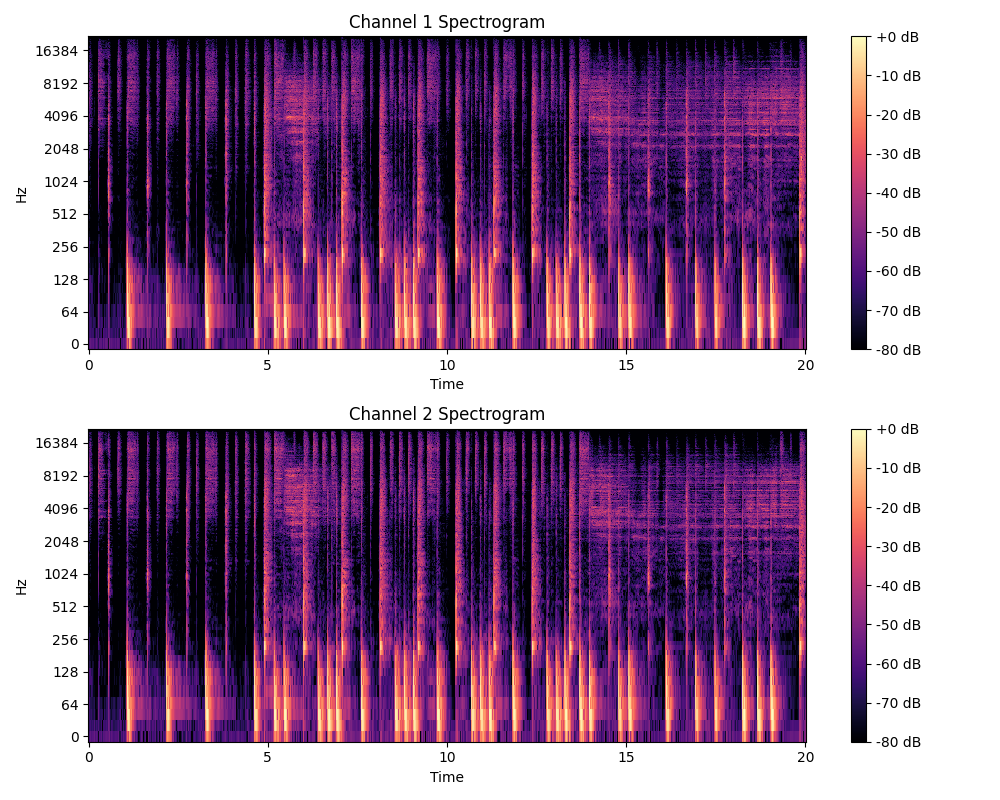 Channel 1 Spectrogram
16384
8192
4096
2048
1024
512
256
128
64
0
Hz
0 5 10 15 20
Time
+0 dB
-10 dB
-20 dB
-30 dB
-40 dB
-50 dB
-60 dB
-70 dB
-80 dB
Channel 2 Spectrogram
16384
8192
4096
2048
1024
512
256
128
64
0
Hz
0 5 10 15 20
Time
+0 dB
-10 dB
-20 dB
-30 dB
-40 dB
-50 dB
-60 dB
-70 dB
-80 dB